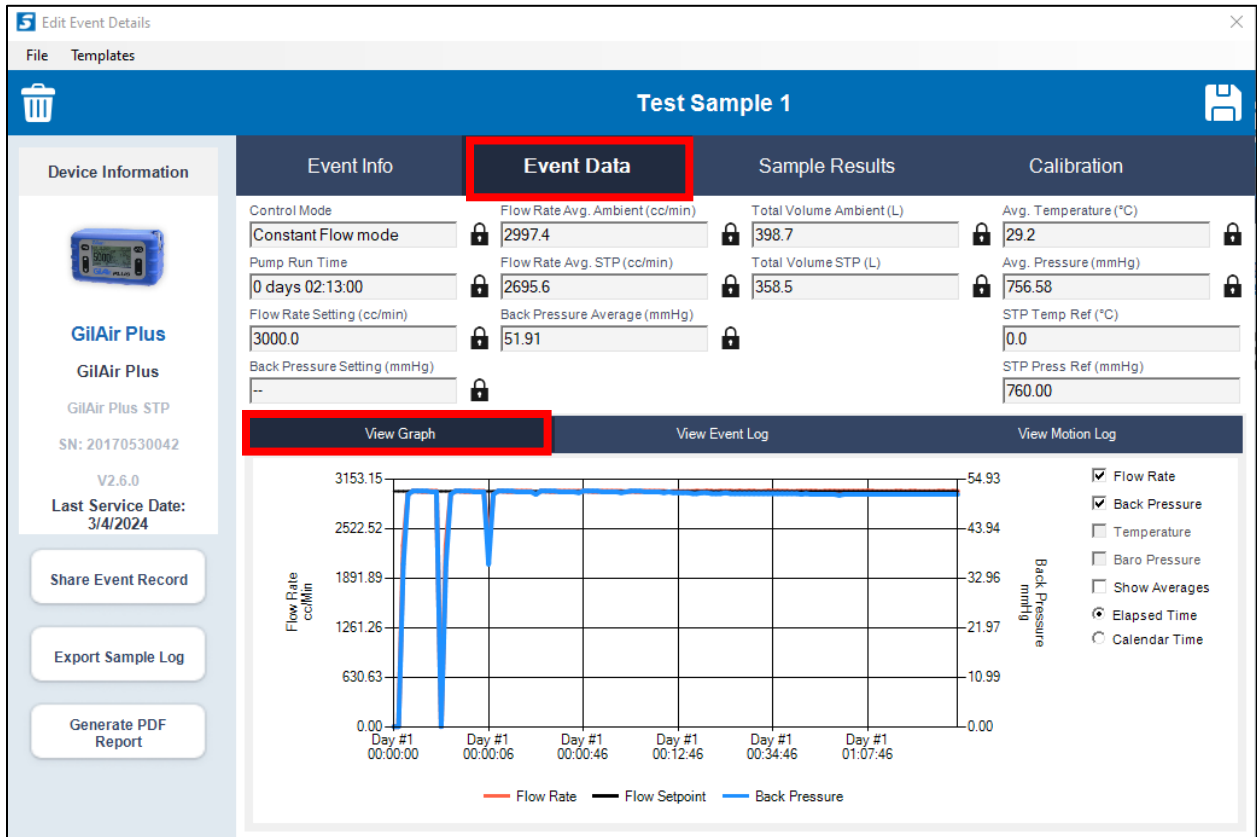 Edit Event Details
File Templates
Test Sample 1
Device Information
GilAir Plus
GilAir Plus
GilAir Plus STP
SN: 20170530042
V2.6.0
Last Service Date:
3/4/2024
Share Event Record
Export Sample Log
Generate PDF
Report
Event Info Event Data Sample Results Calibration
Control Mode Flow Rate Avg. Ambient (cc/min) Total Volume Ambient (L) Avg. Temperature (°C)
Constant Flow mode 2997.4 398.7 29.2
Pump Run Time Flow Rate Avg. STP (cc/min) Total Volume STP (L) Avg. Pressure (mmHg)
0 days 02:13:00 2695.6 358.5 756.58
Flow Rate Setting (cc/min) Back Pressure Average (mmHg) STP Temp Ref (°C)
3000.0 51.91 0.0
Back Pressure Setting (mmHg) STP Press Ref (mmHg)
-- 760.00
View Graph View Event Log View Motion Log
3153.15 54.93
2522.52 43.94
1891.89 32.96
1261.26 21.97
630.63 10.99
0.00 0.00
Flow Rate
cc/Min
Back Pressure
mmHg
Day #1 Day #1 Day #1 Day #1 Day #1 Day #1
00:00:00 00:00:06 00:00:46 00:12:46 00:34:46 01:07:46
Flow Rate Flow Setpoint Back Pressure
Flow Rate
Back Pressure
Temperature
Baro Pressure
Show Averages
Elapsed Time
Calendar Time